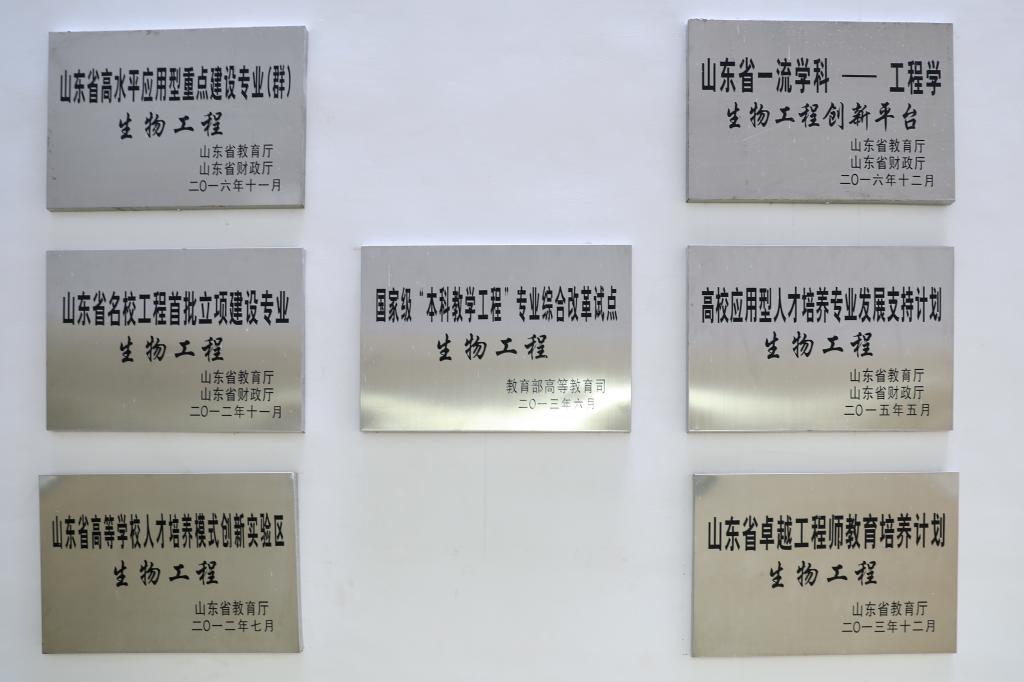 山东省高水平应用型重点建设专业(群)
生物工程
山东省教育厅
山东省财政厅
二〇一六年十一月
山东省一流学科 —— 工程学
生物工程创新平台
山东省教育厅
山东省财政厅
二〇一六年十二月
山东省名校工程首批立项建设专业
生物工程
山东省教育厅
山东省财政厅
二〇一二年十一月
国家级“本科教学工程”专业综合改革试点
生物工程
教育部高等教育司
二〇一三年六月
高校应用型人才培养专业发展支持计划
生物工程
山东省教育厅
山东省财政厅
二〇一五年五月
山东省高等学校人才培养模式创新实验区
生物工程
山东省教育厅
二〇一二年七月
山东省卓越工程师教育培养计划
生物工程
山东省教育厅
二〇一三年十二月